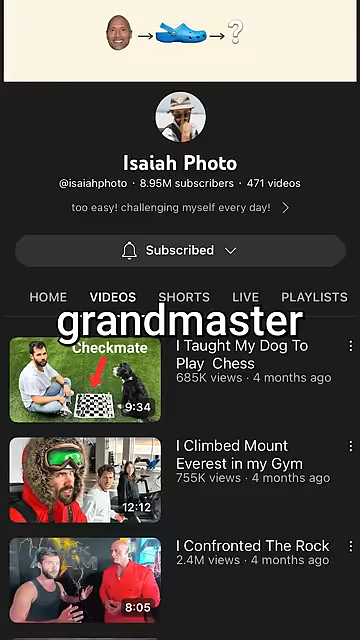 Isaiah Photo
@isaiahphoto · 8.95M subscribers · 471 videos
too easy! challenging myself every day!
Subscribed
HOME VIDEOS SHORTS LIVE PLAYLISTS
grandmaster
Checkmate
9:34
I Taught My Dog To
Play Chess
685K views · 4 months ago
12:12
I Climbed Mount
Everest in my Gym
755K views · 4 months ago
8:05
I Confronted The Rock
2.4M views · 4 months ago